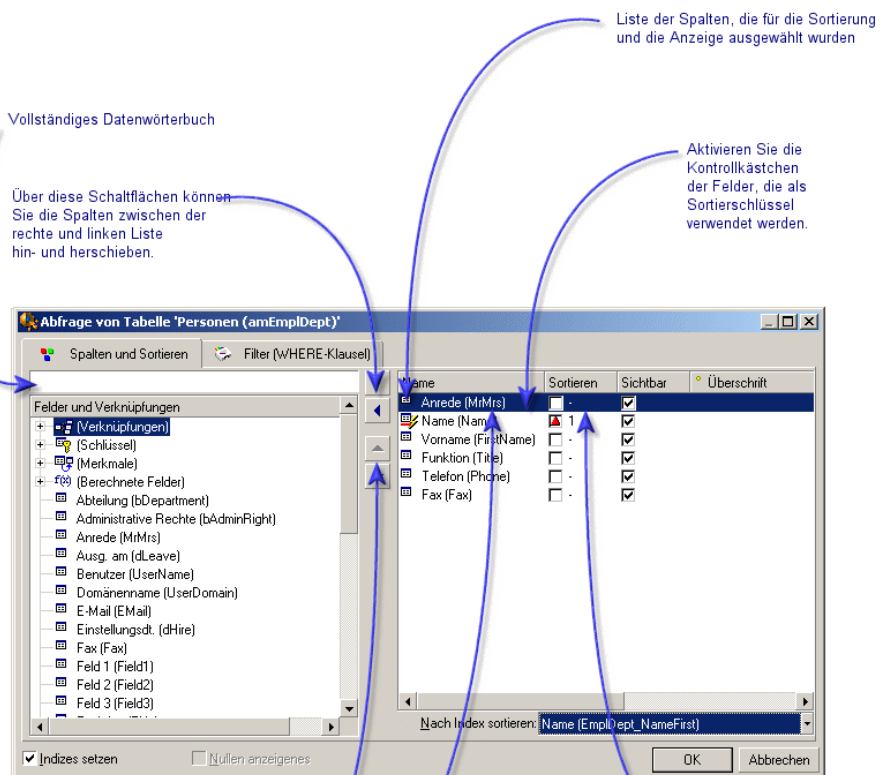 Liste der Spalten, die für die Sortierung
und die Anzeige ausgewählt wurden
Vollständiges Datenwörterbuch
Aktivieren Sie die
Kontrollkästchen
der Felder, die als
Sortierschlüssel
verwendet werden.
Über diese Schaltflächen können
Sie die Spalten zwischen der
rechte und linken Liste
hin- und herschieben.
Abfrage von Tabelle 'Personen (amEmplDept)'
Spalten und Sortieren
Filter (WHERE-Klausel)
Felder und Verknüpfungen
(Verknüpfungen)
(Schlüssel)
(Merkmale)
f(x) (Berechnete Felder)
Abteilung (bDepartment)
Administrative Rechte (bAdminRight)
Anrede (MrMrs)
Ausg. am (dLeave)
Benutzer (UserName)
Domänenname (UserDomain)
E-Mail (EMail)
Einstellungsdt. (dHire)
Fax (Fax)
Feld 1 (Field1)
Feld 2 (Field2)
Feld 3 (Field3)
Name Sortieren Sichtbar Überschrift
Anrede (MrMrs) -
Name (Nam 1
Vorname (FirstName) -
Funktion (Title) -
Telefon (Phone) -
Fax (Fax) -
Nach Index sortieren: Name (EmplDept_NameFirst)
Indizes setzen
Nullen anzeigenes
OK
Abbrechen